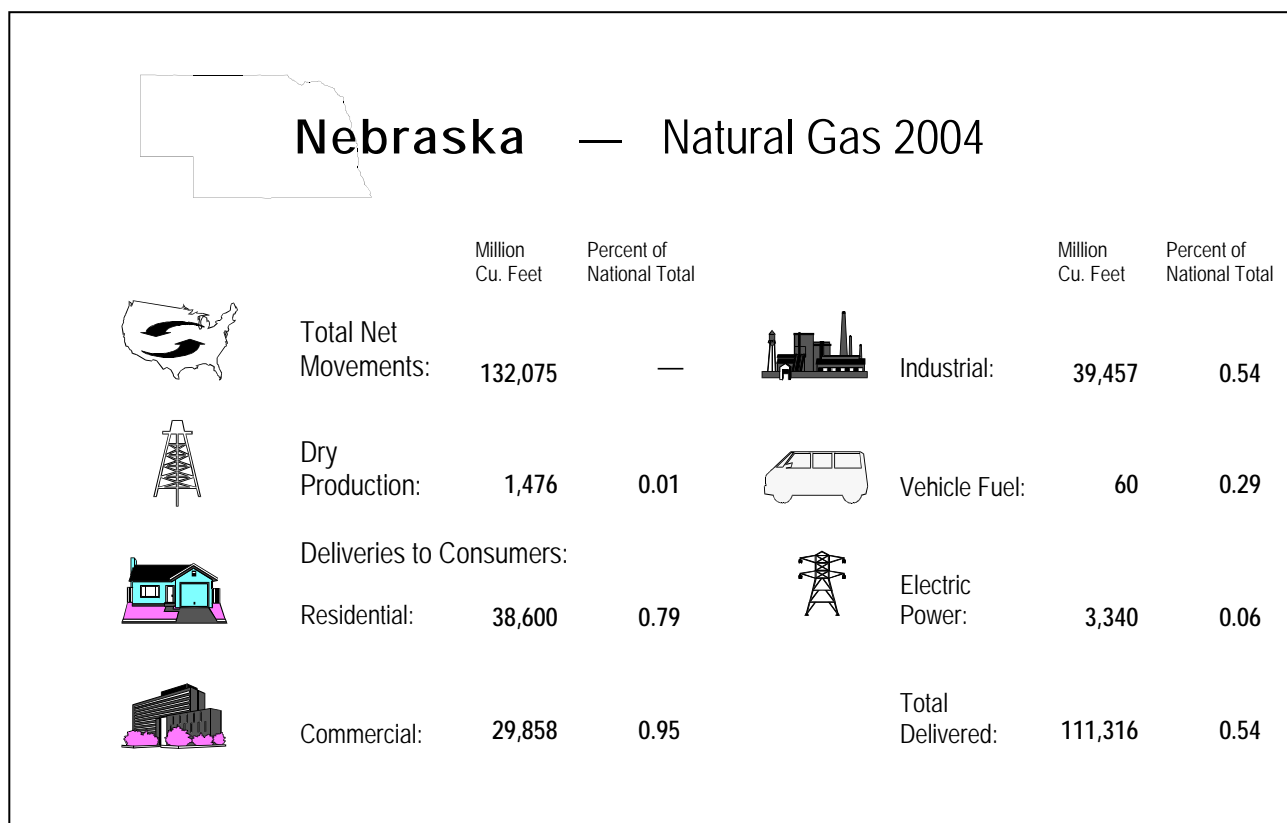 Nebraska — Natural Gas 2004
Million Percent of
Cu. Feet National Total
Total Net
Movements: 132,075 —
Dry
Production: 1,476 0.01
Deliveries to Consumers:
Residential: 38,600 0.79
Commercial: 29,858 0.95
Million Percent of
Cu. Feet National Total
Industrial: 39,457 0.54
Vehicle Fuel: 60 0.29
Electric
Power: 3,340 0.06
Total
Delivered: 111,316 0.54